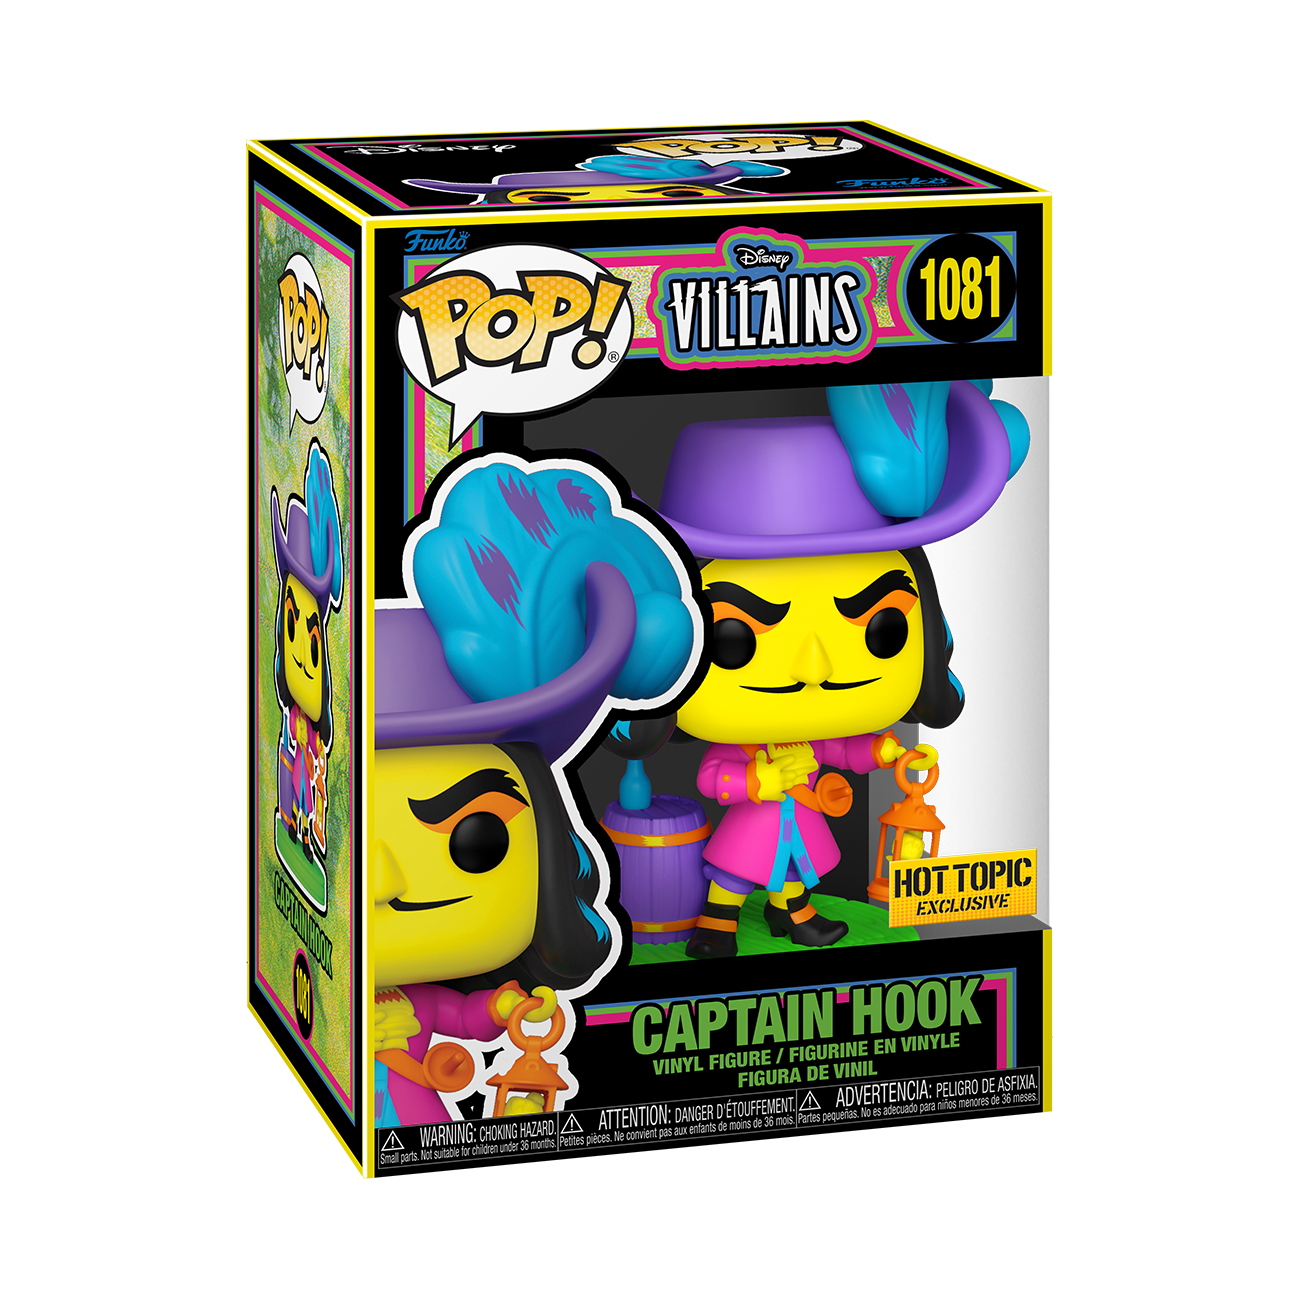 Disney
POP!
Funko
Funko
POP!®
Disney
VILLAINS
1081
POP!
HOT TOPIC
EXCLUSIVE
CAPTAIN HOOK
1081
CAPTAIN HOOK
VINYL FIGURE / FIGURINE EN VINYLE
FIGURA DE VINIL
WARNING: CHOKING HAZARD.
Small parts. Not suitable for children under 36 months.
ATTENTION: DANGER D'ÉTOUFFEMENT.
Petites pièces. Ne convient pas aux enfants de moins de 36 mois.
ADVERTENCIA: PELIGRO DE ASFIXIA.
Partes pequeñas. No es adecuado para niños menores de 36 meses.